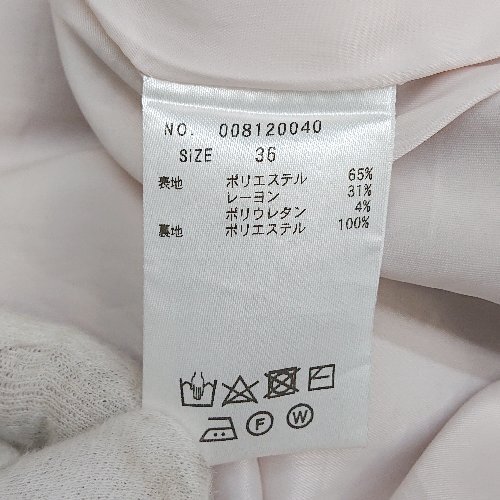 NO. 008120040
SIZE 36
表地 ポリエステル 65%
レーヨン 31%
ポリウレタン 4%
裏地 ポリエステル 100%
F W